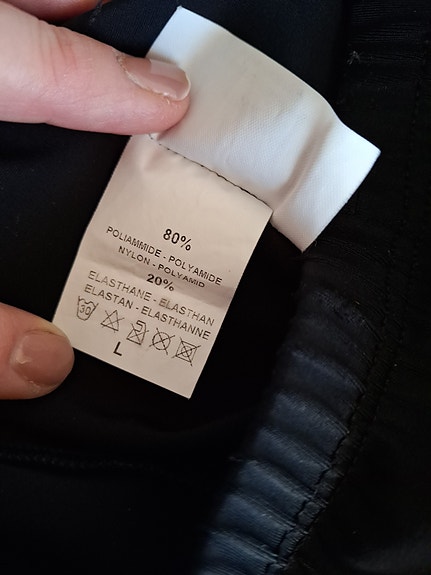 80%
POLIAMMIDE - POLYAMIDE
NYLON - POLYAMID
20%
ELASTHANE - ELASTHAN
ELASTAN - ELASTHANNE
30
L